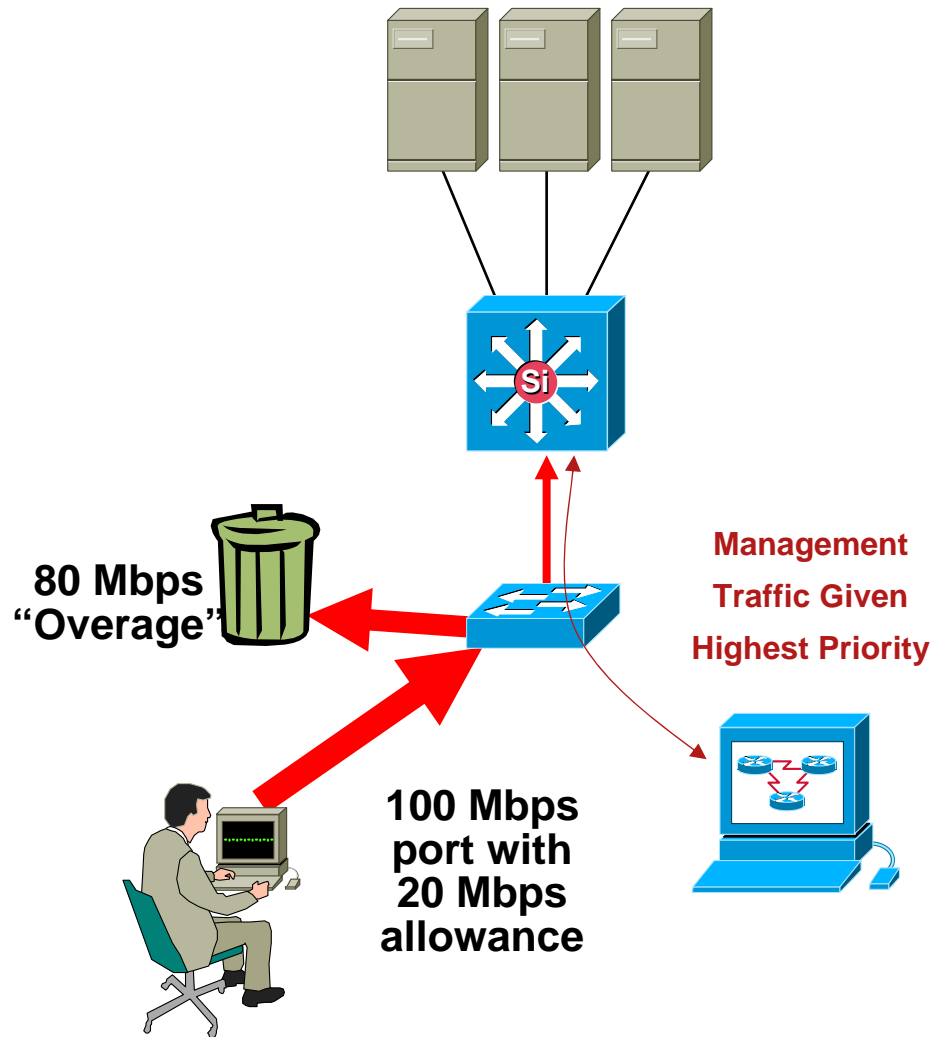 Si
Management
Traffic Given
Highest Priority
80 Mbps
“Overage”
100 Mbps
port with
20 Mbps
allowance